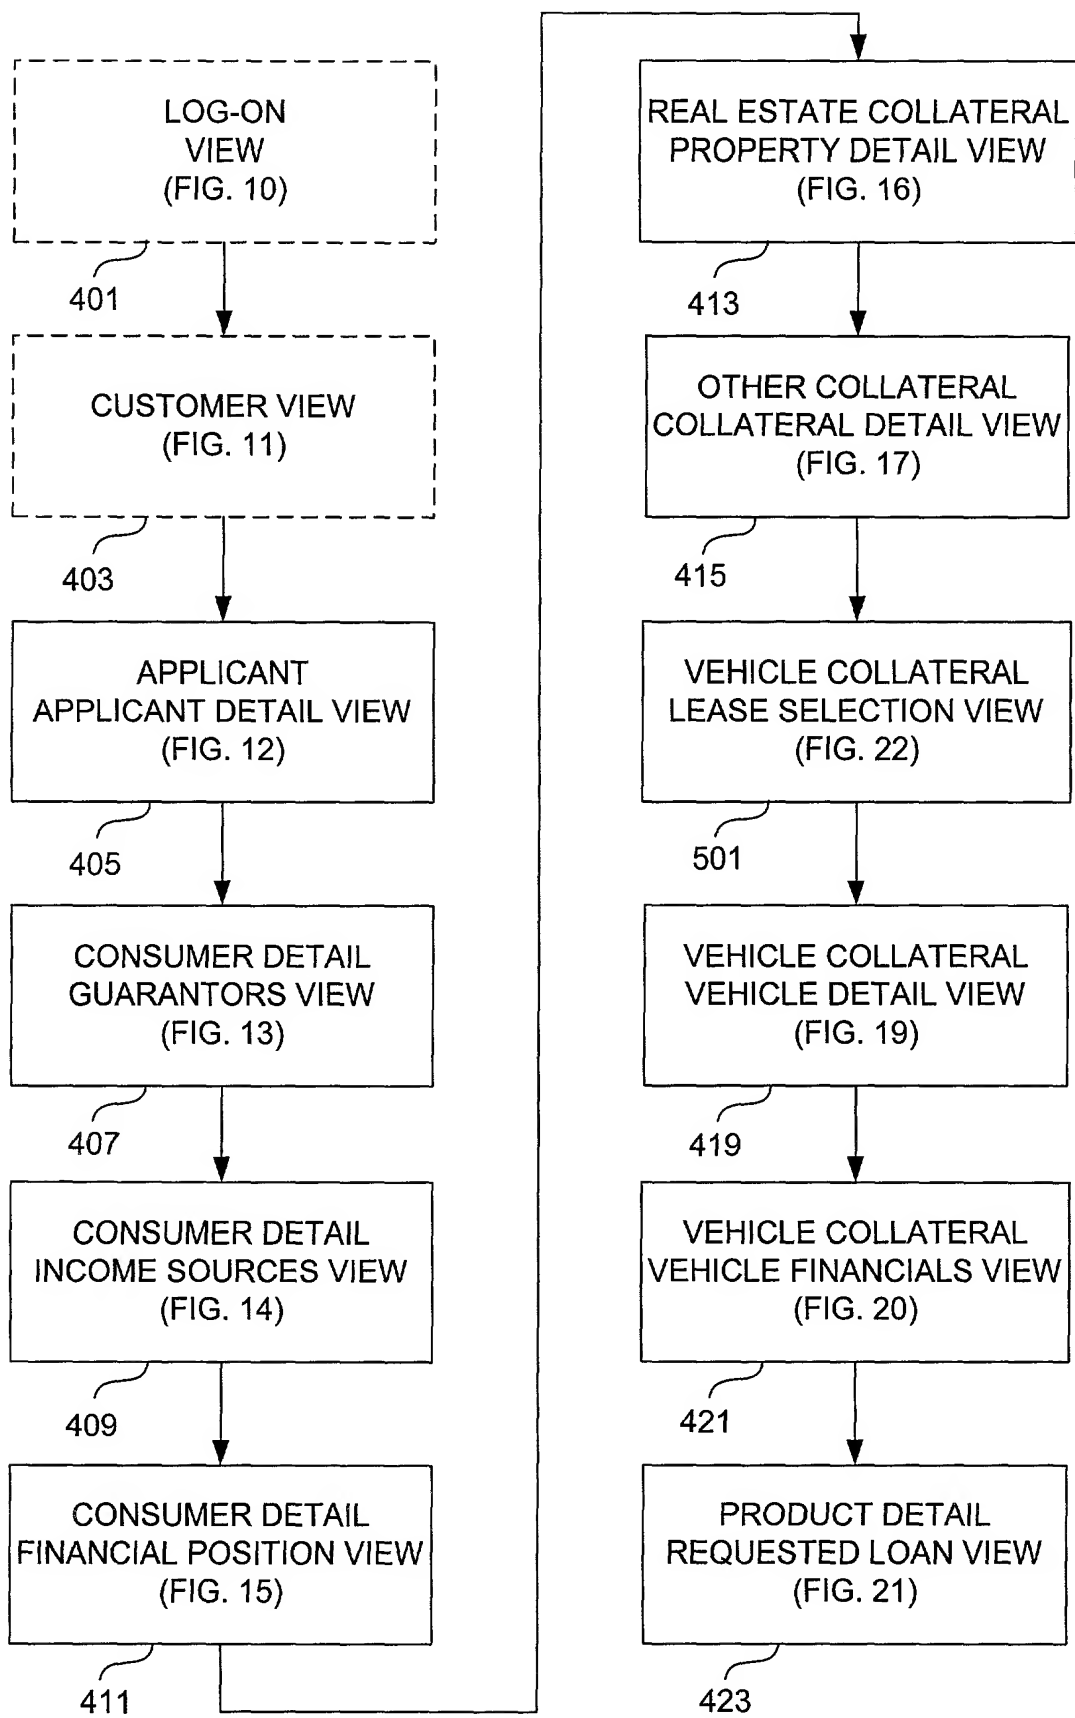 LOG-ON
VIEW
(FIG. 10)
401
CUSTOMER VIEW
(FIG. 11)
403
APPLICANT
APPLICANT DETAIL VIEW
(FIG. 12)
405
CONSUMER DETAIL
GUARANTORS VIEW
(FIG. 13)
407
CONSUMER DETAIL
INCOME SOURCES VIEW
(FIG. 14)
409
CONSUMER DETAIL
FINANCIAL POSITION VIEW
(FIG. 15)
411
REAL ESTATE COLLATERAL
PROPERTY DETAIL VIEW
(FIG. 16)
413
OTHER COLLATERAL
COLLATERAL DETAIL VIEW
(FIG. 17)
415
VEHICLE COLLATERAL
LEASE SELECTION VIEW
(FIG. 22)
501
VEHICLE COLLATERAL
VEHICLE DETAIL VIEW
(FIG. 19)
419
VEHICLE COLLATERAL
VEHICLE FINANCIALS VIEW
(FIG. 20)
421
PRODUCT DETAIL
REQUESTED LOAN VIEW
(FIG. 21)
423